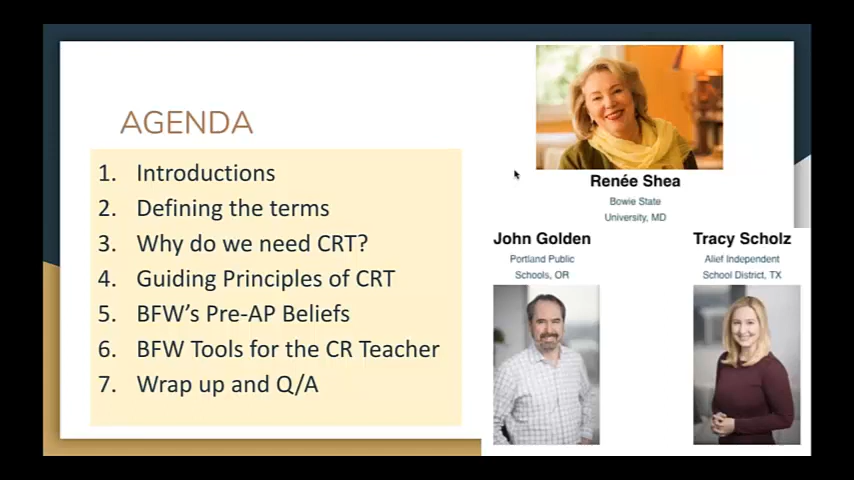 AGENDA
1. Introductions
2. Defining the terms
3. Why do we need CRT?
4. Guiding Principles of CRT
5. BFW's Pre-AP Beliefs
6. BFW Tools for the CR Teacher
7. Wrap up and Q/A
Renée Shea
Bowie State
University, MD
John Golden
Portland Public
Schools, OR
Tracy Scholz
Alief Independent
School District, TX